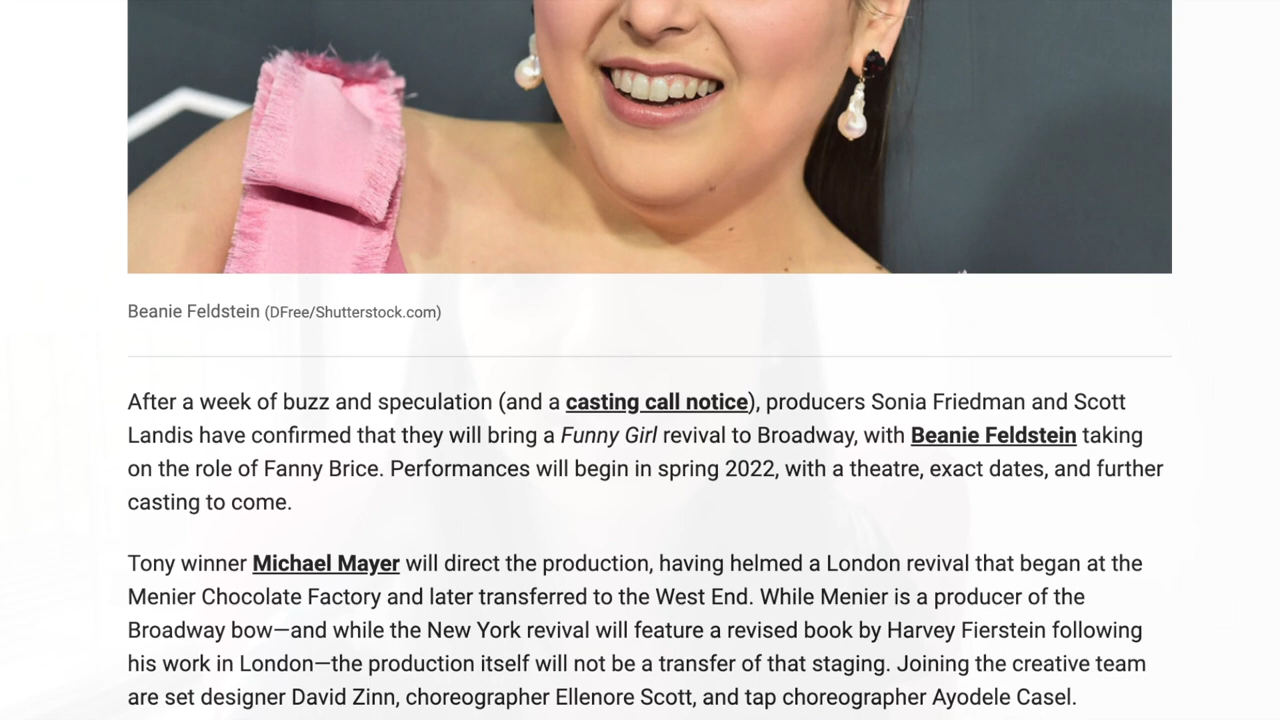 Beanie Feldstein (DFree/Shutterstock.com)
After a week of buzz and speculation (and a casting call notice), producers Sonia Friedman and Scott
Landis have confirmed that they will bring a Funny Girl revival to Broadway, with Beanie Feldstein taking
on the role of Fanny Brice. Performances will begin in spring 2022, with a theatre, exact dates, and further
casting to come.
Tony winner Michael Mayer will direct the production, having helmed a London revival that began at the
Menier Chocolate Factory and later transferred to the West End. While Menier is a producer of the
Broadway bow—and while the New York revival will feature a revised book by Harvey Fierstein following
his work in London—the production itself will not be a transfer of that staging. Joining the creative team
are set designer David Zinn, choreographer Ellenore Scott, and tap choreographer Ayodele Casel.